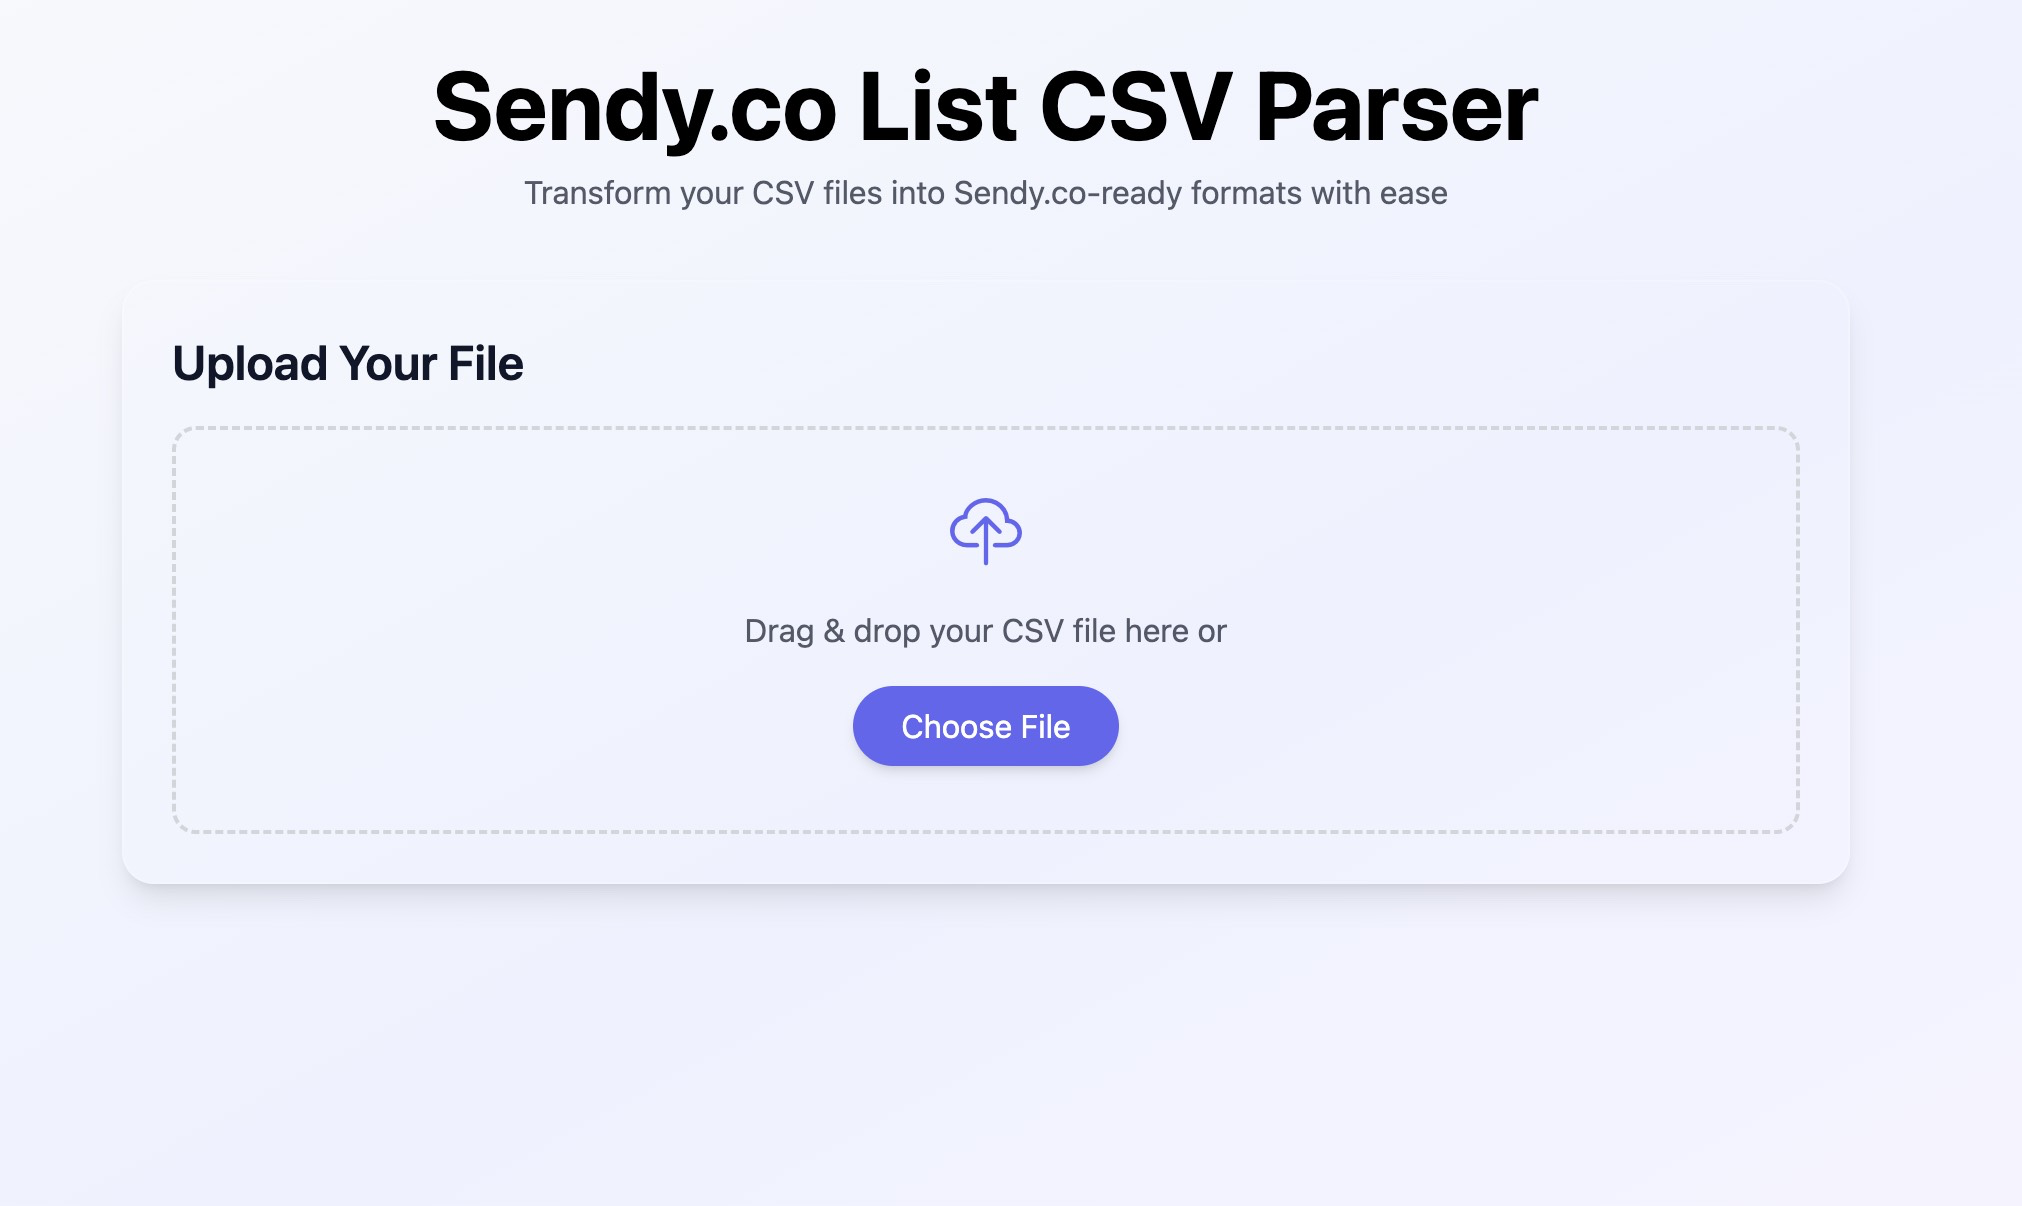 Sendy.co List CSV Parser
Transform your CSV files into Sendy.co-ready formats with ease
Upload Your File
Drag & drop your CSV file here or
Choose File